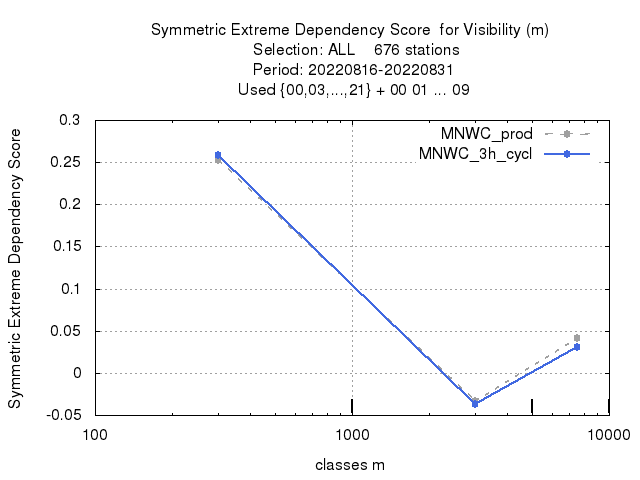 Symmetric Extreme Dependency Score  for Visibility (m)
Selection: ALL    676 stations
Period: 20220816-20220831
Used {00,03,...,21} + 00 01 ... 09
Symmetric Extreme Dependency Score
0.3
0.25
0.2
0.15
0.1
0.05
0
-0.05
MNWC_prod
MNWC_3h_cycl
100
1000
10000
classes m